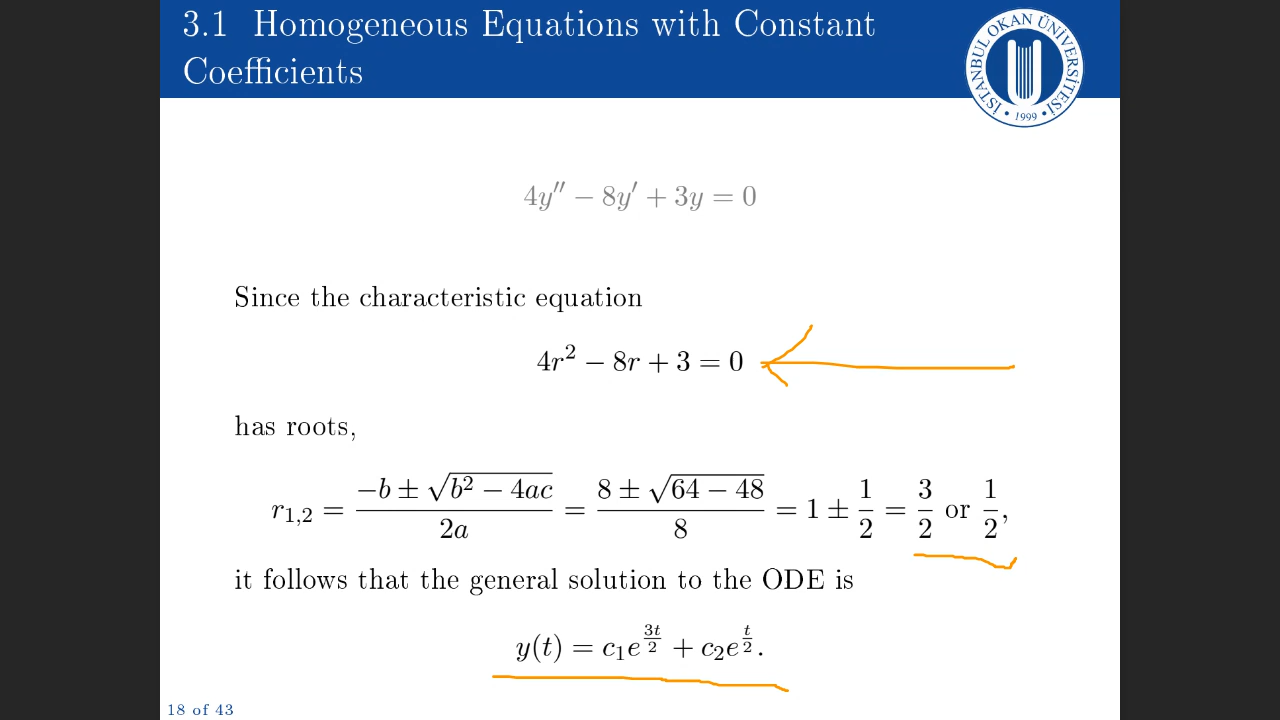 3.1 Homogeneous Equations with Constant
Coefficients
İSTANBUL OKAN ÜNİVERSİTESİ
• 1999 •
4y″ − 8y′ + 3y = 0
Since the characteristic equation
4r² − 8r + 3 = 0
has roots,
r₁,₂ = (−b ± √(b² − 4ac))/(2a) = (8 ± √(64 − 48))/8 = 1 ± 1/2 = 3/2 or 1/2,
it follows that the general solution to the ODE is
y(t) = c₁e^(3t/2) + c₂e^(t/2).
18 of 43